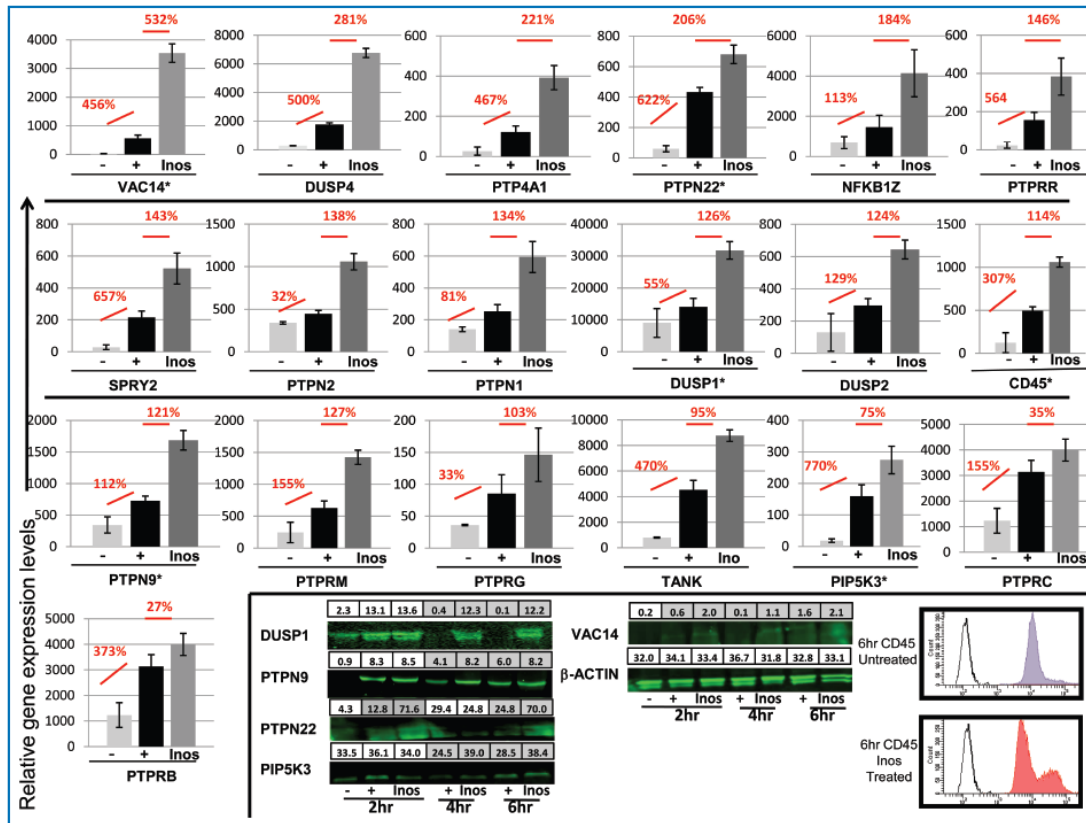 532% 281% 221% 206% 184% 146%
4000 8000 600 800 6000 600
3000 6000 400 600 4000 400
2000 4000 400
1000 2000 200 200 2000 200
0 0 0 0 0 0
456% 500% 467% 622% 113% 564
- + Inos - + Inos - + Inos - + Inos - + Inos - + Inos
VAC14* DUSP4 PTP4A1 PTPN22* NFKB1Z PTPRR
143% 138% 134% 126% 124% 114%
800 1500 800 40000 800 1500
600 1000 600 30000 600 1000
400 400 20000 400
200 500 200 10000 200 500
0 0 0 0 0 0
657% 32% 81% 55% 129% 307%
- + Inos - + Inos - + Inos - + Inos - + Inos - + Inos
SPRY2 PTPN2 PTPN1 DUSP1* DUSP2 CD45*
121% 127% 103% 95% 75% 35%
2000 2000 200 10000 400 5000
1500 1500 150 8000 300 4000
1000 1000 100 6000 200 3000
500 500 50 4000 100 2000
0 0 0 2000 0 1000
0 0
112% 155% 33% 470% 770% 155%
- + Inos - + Inos - + Inos - + Ino - + Inos - + Inos
PTPN9* PTPRM PTPRG TANK PIP5K3* PTPRC
Relative gene expression levels
27%
5000
4000
373%
3000
2000
1000
0
- + Inos
PTPRB
2.3 13.1 13.6 0.4 12.3 0.1 12.2
DUSP1
0.9 8.3 8.5 4.1 8.2 6.0 8.2
PTPN9
4.3 12.8 71.6 29.4 24.8 24.8 70.0
PTPN22
33.5 36.1 34.0 24.5 39.0 28.5 38.4
PIP5K3
- + Inos + Inos + Inos
2hr 4hr 6hr
0.2 0.6 2.0 0.1 1.1 1.6 2.1
VAC14
32.0 34.1 33.4 36.7 31.8 32.8 33.1
β-ACTIN
- + Inos + Inos + Inos
2hr 4hr 6hr
6hr CD45
Untreated
Count
6hr CD45
Inos
Treated
Count